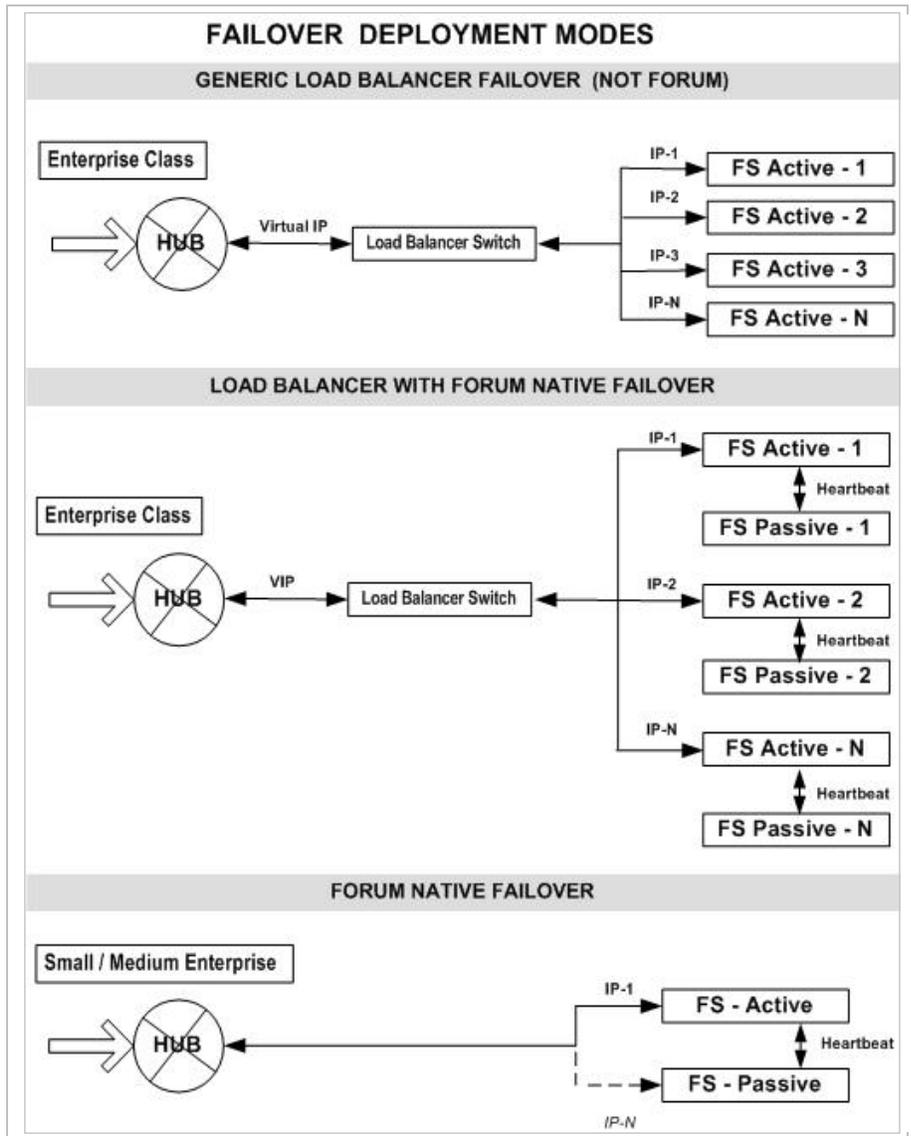 FAILOVER DEPLOYMENT MODES
GENERIC LOAD BALANCER FAILOVER (NOT FORUM)
Enterprise Class
HUB
Virtual IP
Load Balancer Switch
IP-1
FS Active - 1
IP-2
FS Active - 2
IP-3
FS Active - 3
IP-N
FS Active - N
LOAD BALANCER WITH FORUM NATIVE FAILOVER
Enterprise Class
HUB
VIP
Load Balancer Switch
IP-1
FS Active - 1
Heartbeat
FS Passive - 1
IP-2
FS Active - 2
Heartbeat
FS Passive - 2
IP-N
FS Active - N
Heartbeat
FS Passive - N
FORUM NATIVE FAILOVER
Small / Medium Enterprise
HUB
IP-1
FS - Active
Heartbeat
FS - Passive
IP-N